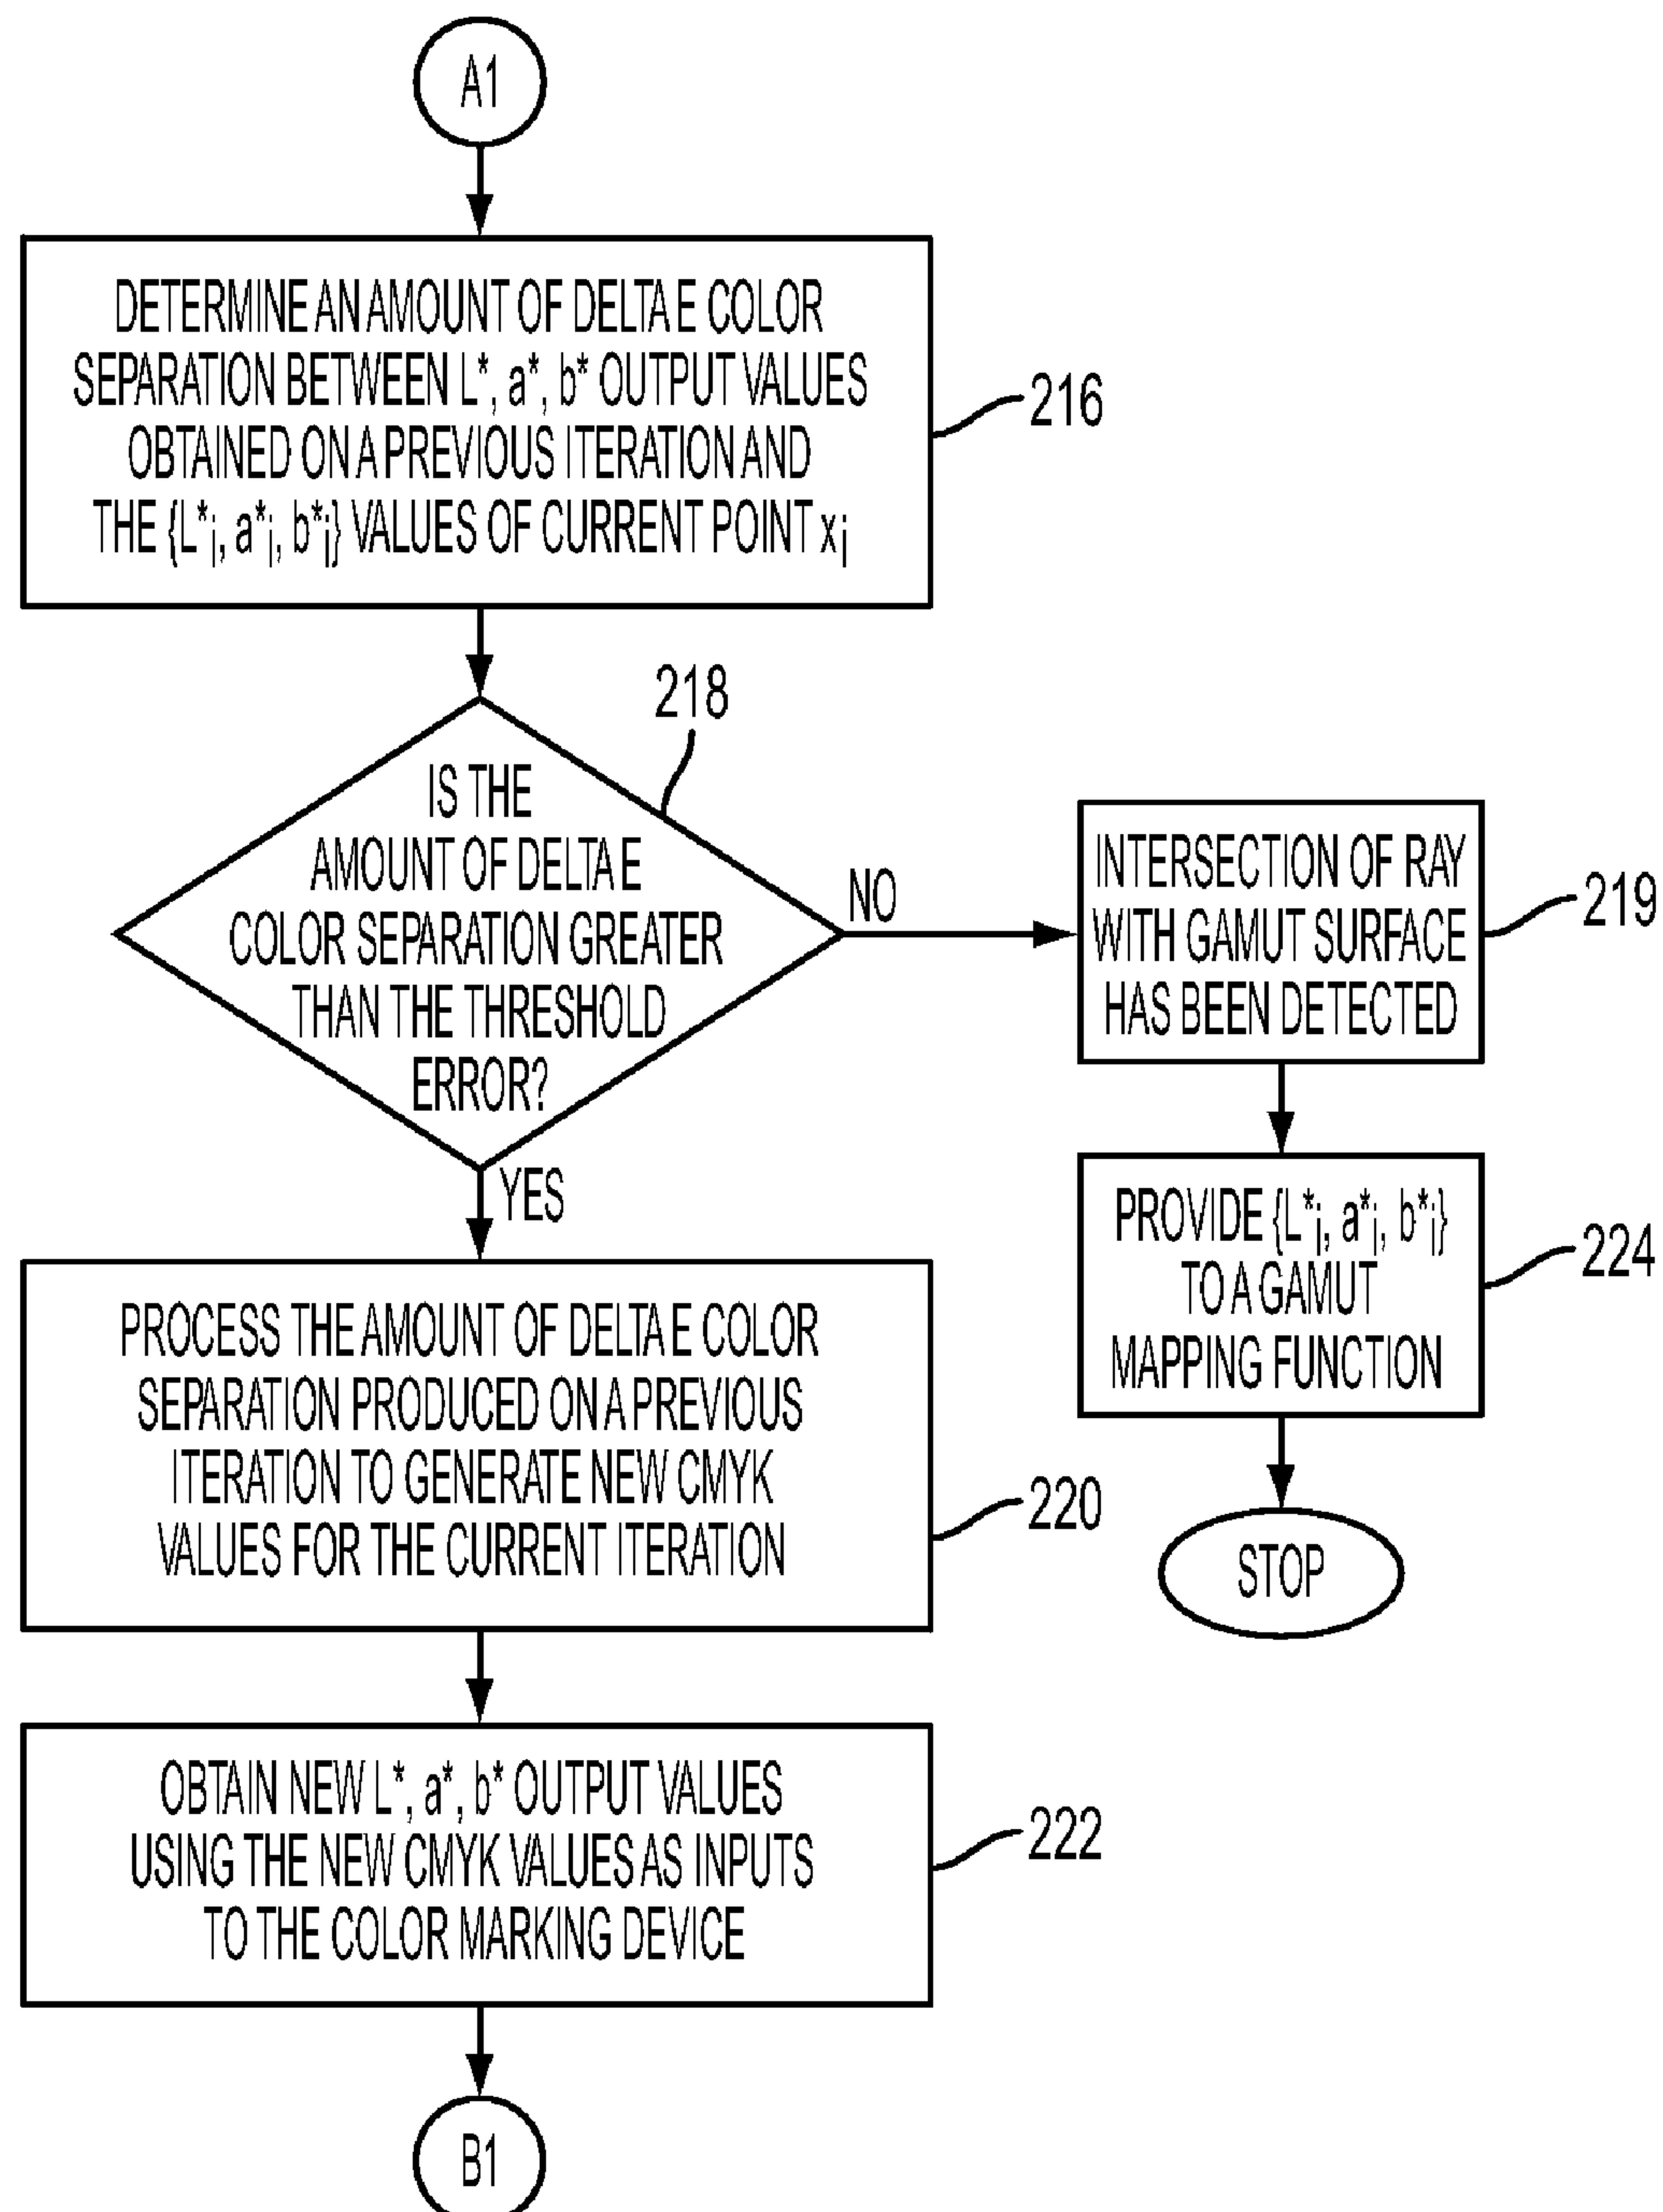 A1
DETERMINE AN AMOUNT OF DELTA E COLOR
SEPARATION BETWEEN L*, a*, b* OUTPUT VALUES
OBTAINED ON A PREVIOUS ITERATION AND
THE {L*i, a*i, b*i} VALUES OF CURRENT POINT xi
216
218
IS THE
AMOUNT OF DELTA E
COLOR SEPARATION GREATER
THAN THE THRESHOLD
ERROR?
NO
INTERSECTION OF RAY
WITH GAMUT SURFACE
HAS BEEN DETECTED
219
YES
PROVIDE {L*i, a*i, b*i}
TO A GAMUT
MAPPING FUNCTION
224
PROCESS THE AMOUNT OF DELTA E COLOR
SEPARATION PRODUCED ON A PREVIOUS
ITERATION TO GENERATE NEW CMYK
VALUES FOR THE CURRENT ITERATION
220
STOP
OBTAIN NEW L*, a*, b* OUTPUT VALUES
USING THE NEW CMYK VALUES AS INPUTS
TO THE COLOR MARKING DEVICE
222
B1